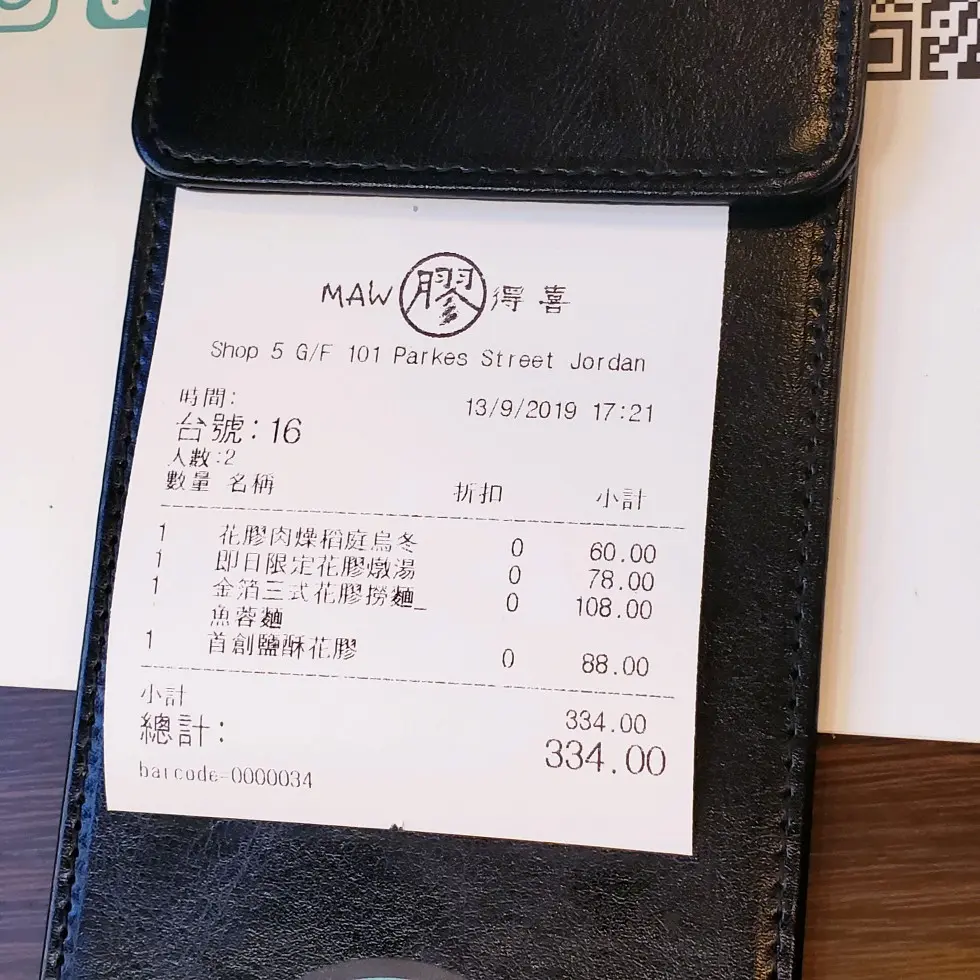 MAW 膠 得喜
Shop 5 G/F 101 Parkes Street Jordan
時間: 13/9/2019 17:21
台號:16
人數:2
數量 名稱 折扣 小計
1 花膠肉燥稻庭烏冬 0 60.00
1 即日限定花膠燉湯 0 78.00
1 金箔三式花膠撈麵_ 0 108.00
魚蓉麵
1 首創鹽酥花膠 0 88.00
小計 334.00
總計: 334.00
barcode=0000034